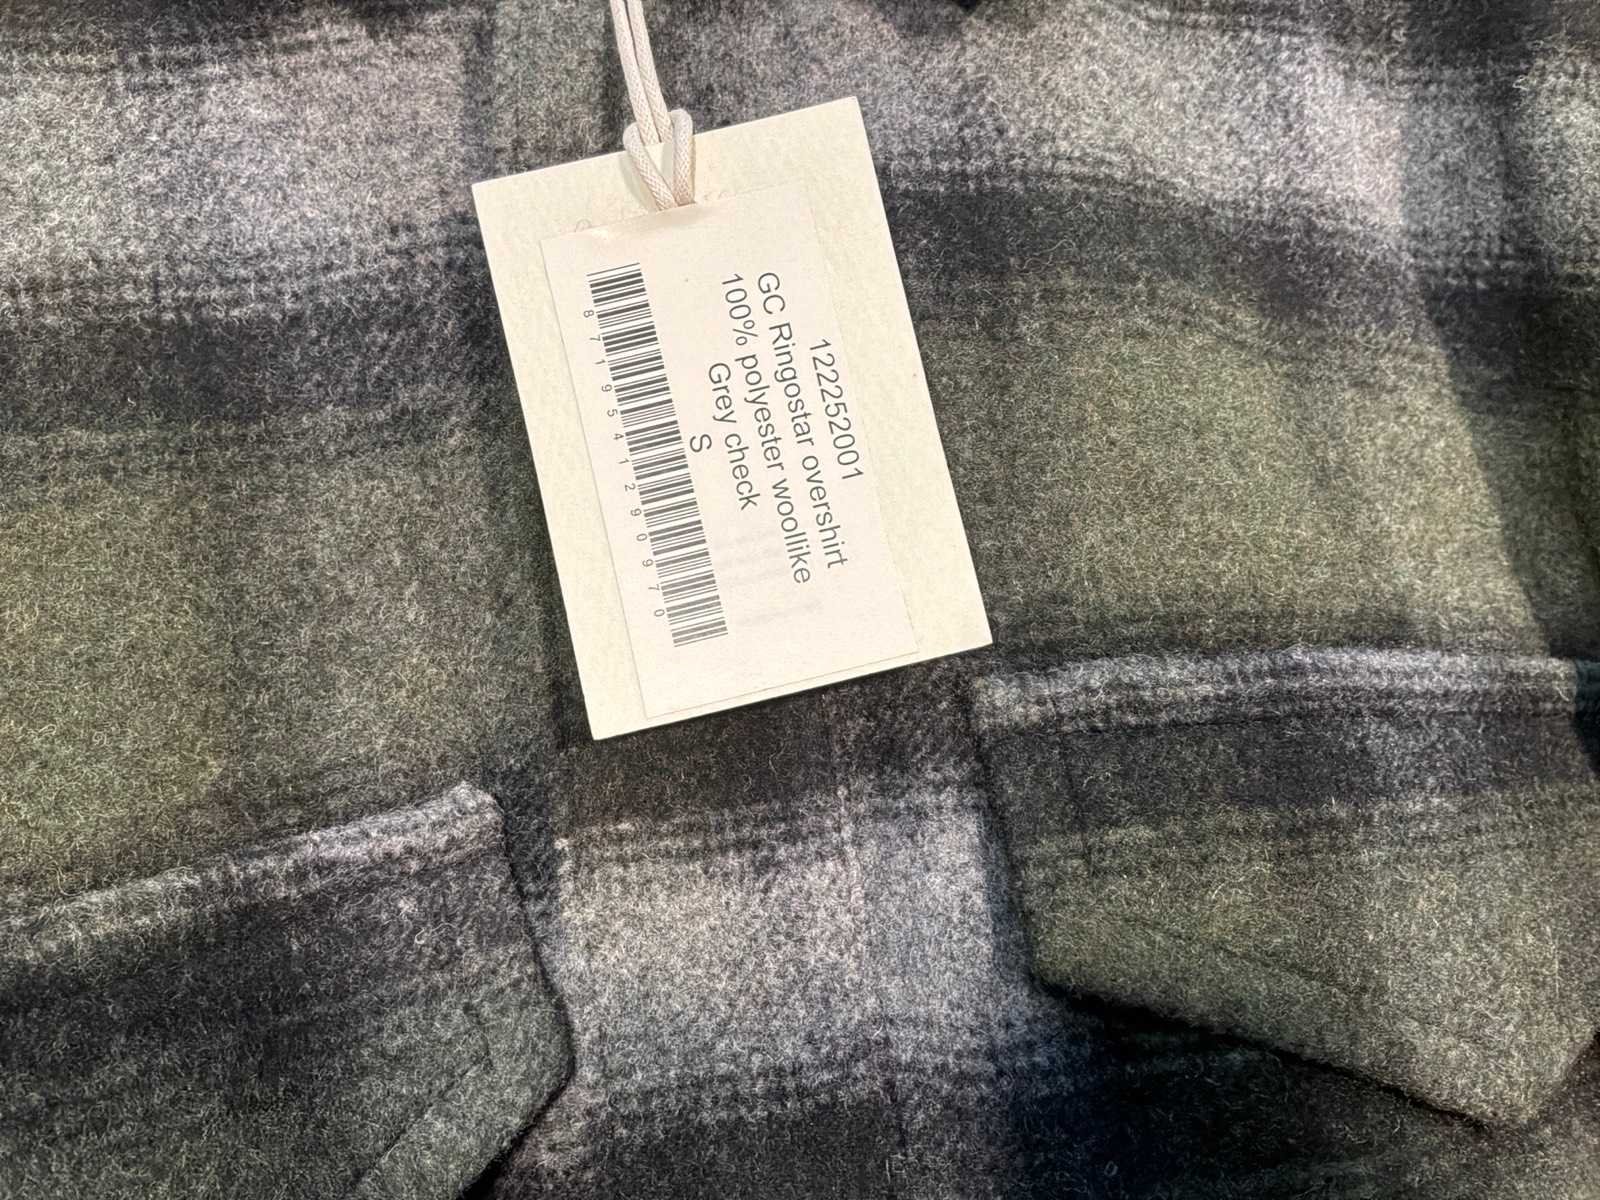 122252001
GC Ringostar overshirt
100% polyester woollike
Grey check
S
8719541290970